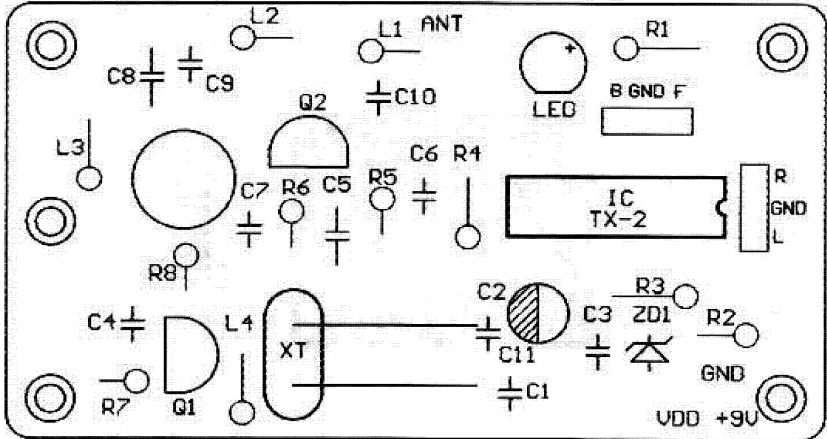 L2
L1 ANT
R1
C8
C9
C10
LED
B GND F
Q2
L3
C6 R4
C7 R6 C5 R5
IC
TX-2
R
GND
L
R8
C2
R3
C4
L4
XT
C3 ZD1 R2
C11
GND
R7
Q1
C1
VDD +9V